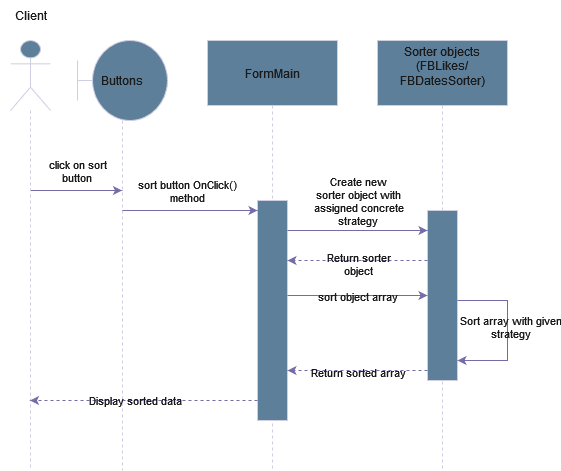 Client
Buttons
FormMain
Sorter objects
(FBLikes/
FBDatesSorter)
click on sort
button
sort button OnClick()
method
Create new
sorter object with
assigned concrete
strategy
Return sorter
object
sort object array
Sort array with given
strategy
Return sorted array
Display sorted data